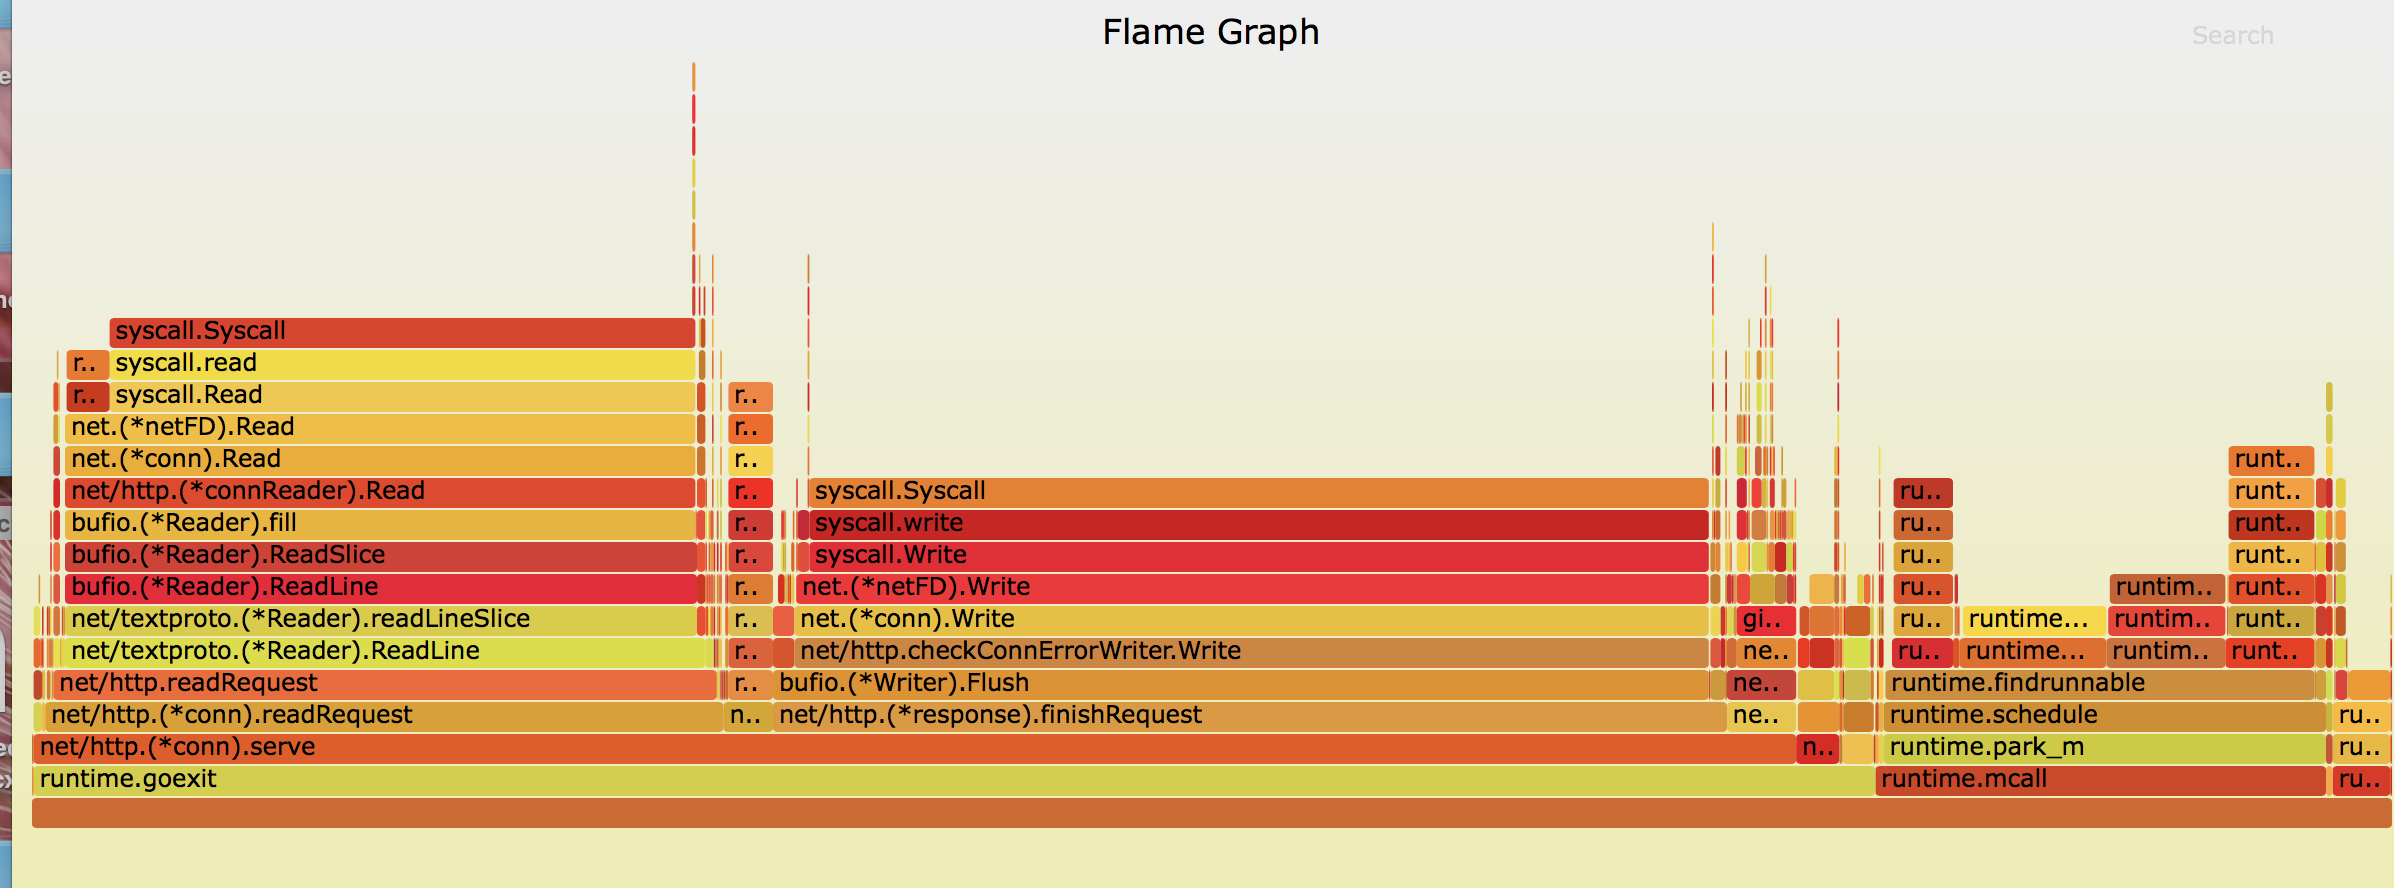 Flame Graph
Search
syscall.Syscall
r.. syscall.read
r.. syscall.Read r..
net.(*netFD).Read r..
net.(*conn).Read r.. runt..
net/http.(*connReader).Read r.. syscall.Syscall ru.. runt..
bufio.(*Reader).fill r.. syscall.write ru.. runt..
bufio.(*Reader).ReadSlice r.. syscall.Write ru.. runt..
bufio.(*Reader).ReadLine r.. net.(*netFD).Write ru.. runtim.. runt..
net/textproto.(*Reader).readLineSlice r.. net.(*conn).Write gi.. ru.. runtime... runtim.. runt..
net/textproto.(*Reader).ReadLine r.. net/http.checkConnErrorWriter.Write ne.. ru.. runtime... runtim.. runt..
net/http.readRequest r.. bufio.(*Writer).Flush ne.. runtime.findrunnable
net/http.(*conn).readRequest n.. net/http.(*response).finishRequest ne.. runtime.schedule ru..
net/http.(*conn).serve n.. runtime.park_m ru..
runtime.goexit runtime.mcall ru..